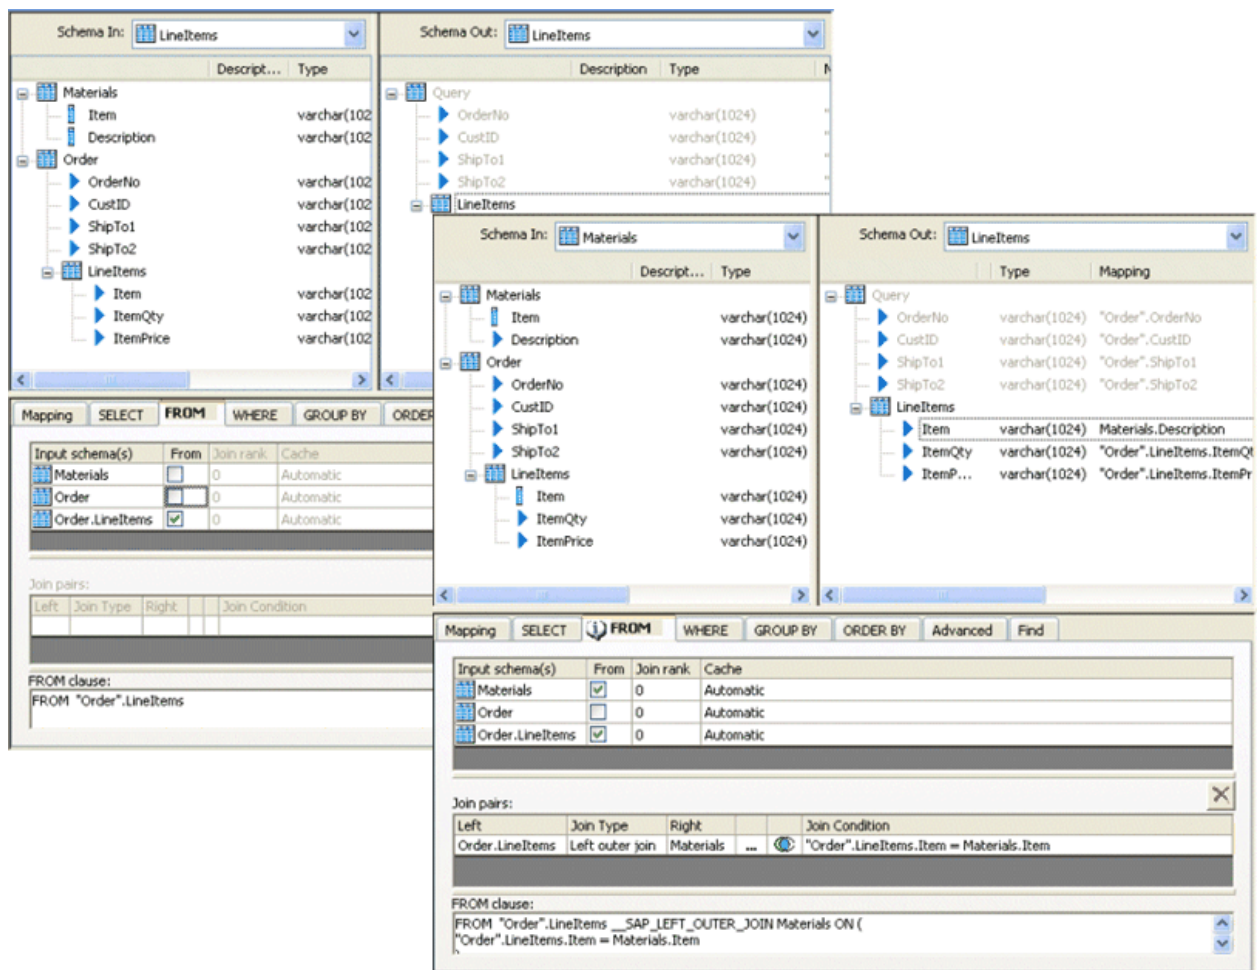 Schema In: LineItems
Descript... Type
Materials
Item varchar(102
Description varchar(102
Order
OrderNo varchar(102
CustID varchar(102
ShipTo1 varchar(102
ShipTo2 varchar(102
LineItems
Item varchar(102
ItemQty varchar(102
ItemPrice varchar(102
Schema Out: LineItems
Description Type
Query
OrderNo varchar(1024)
CustID varchar(1024)
ShipTo1 varchar(1024)
ShipTo2 varchar(1024)
LineItems
Mapping SELECT FROM WHERE GROUP BY ORDER
Input schema(s) From Join rank Cache
Materials 0 Automatic
Order 0 Automatic
Order.LineItems 0 Automatic
Join pairs:
Left Join Type Right Join Condition
FROM clause:
FROM "Order".LineItems
Schema In: Materials
Descript... Type
Materials
Item varchar(1024)
Description varchar(1024)
Order
OrderNo varchar(1024)
CustID varchar(1024)
ShipTo1 varchar(1024)
ShipTo2 varchar(1024)
LineItems
Item varchar(1024)
ItemQty varchar(1024)
ItemPrice varchar(1024)
Schema Out: LineItems
Type Mapping
Query
OrderNo varchar(1024) "Order".OrderNo
CustID varchar(1024) "Order".CustID
ShipTo1 varchar(1024) "Order".ShipTo1
ShipTo2 varchar(1024) "Order".ShipTo2
LineItems
Item varchar(1024) Materials.Description
ItemQty varchar(1024) "Order".LineItems.ItemQt
ItemP... varchar(1024) "Order".LineItems.ItemPr
Mapping SELECT FROM WHERE GROUP BY ORDER BY Advanced Find
Input schema(s) From Join rank Cache
Materials 0 Automatic
Order 0 Automatic
Order.LineItems 0 Automatic
Join pairs:
Left Join Type Right Join Condition
Order.LineItems Left outer join Materials ... "Order".LineItems.Item = Materials.Item
FROM clause:
FROM "Order".LineItems __SAP_LEFT_OUTER_JOIN Materials ON (
"Order".LineItems.Item = Materials.Item